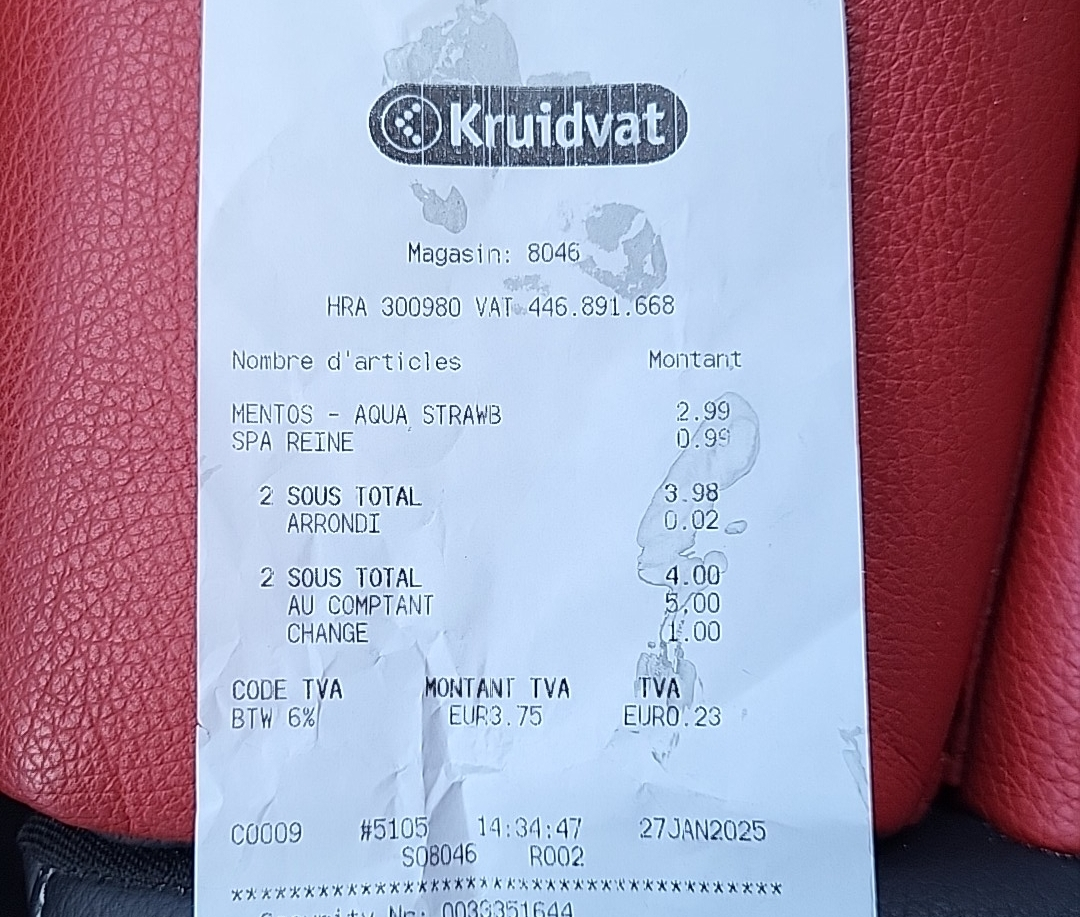 Kruidvat
Magasin: 8046
HRA 300980 VAT 446.891.668
Nombre d'articles Montant
MENTOS - AQUA STRAWB 2.99
SPA REINE 0.99
2 SOUS TOTAL 3.98
ARRONDI 0.02
2 SOUS TOTAL 4.00
AU COMPTANT 5,00
CHANGE 1.00
CODE TVA MONTANT TVA TVA
BTW 6% EUR3.75 EUR0.23
C0009 #5105 14:34:47 27JAN2025
S08046 R002
****************************************
Security Nr: 0039351644